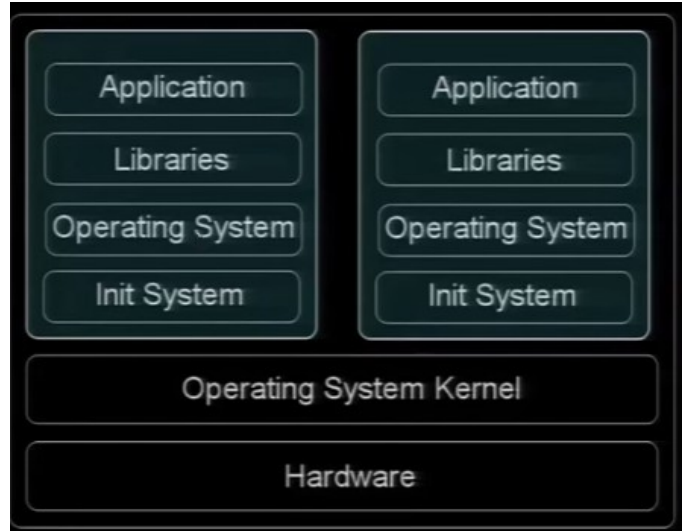 Application
Libraries
Operating System
Init System
Application
Libraries
Operating System
Init System
Operating System Kernel
Hardware